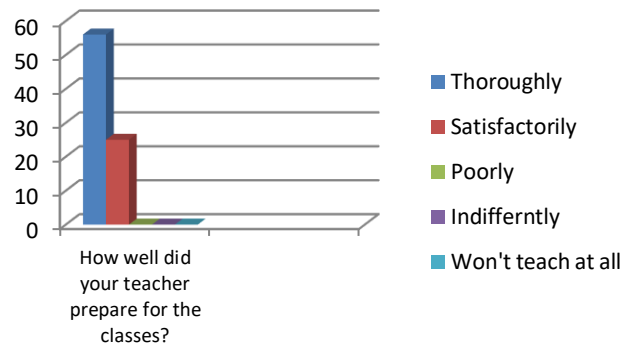 60
50
40
30
20
10
0
How well did
your teacher
prepare for the
classes?
Thoroughly
Satisfactorily
Poorly
Indifferntly
Won't teach at all